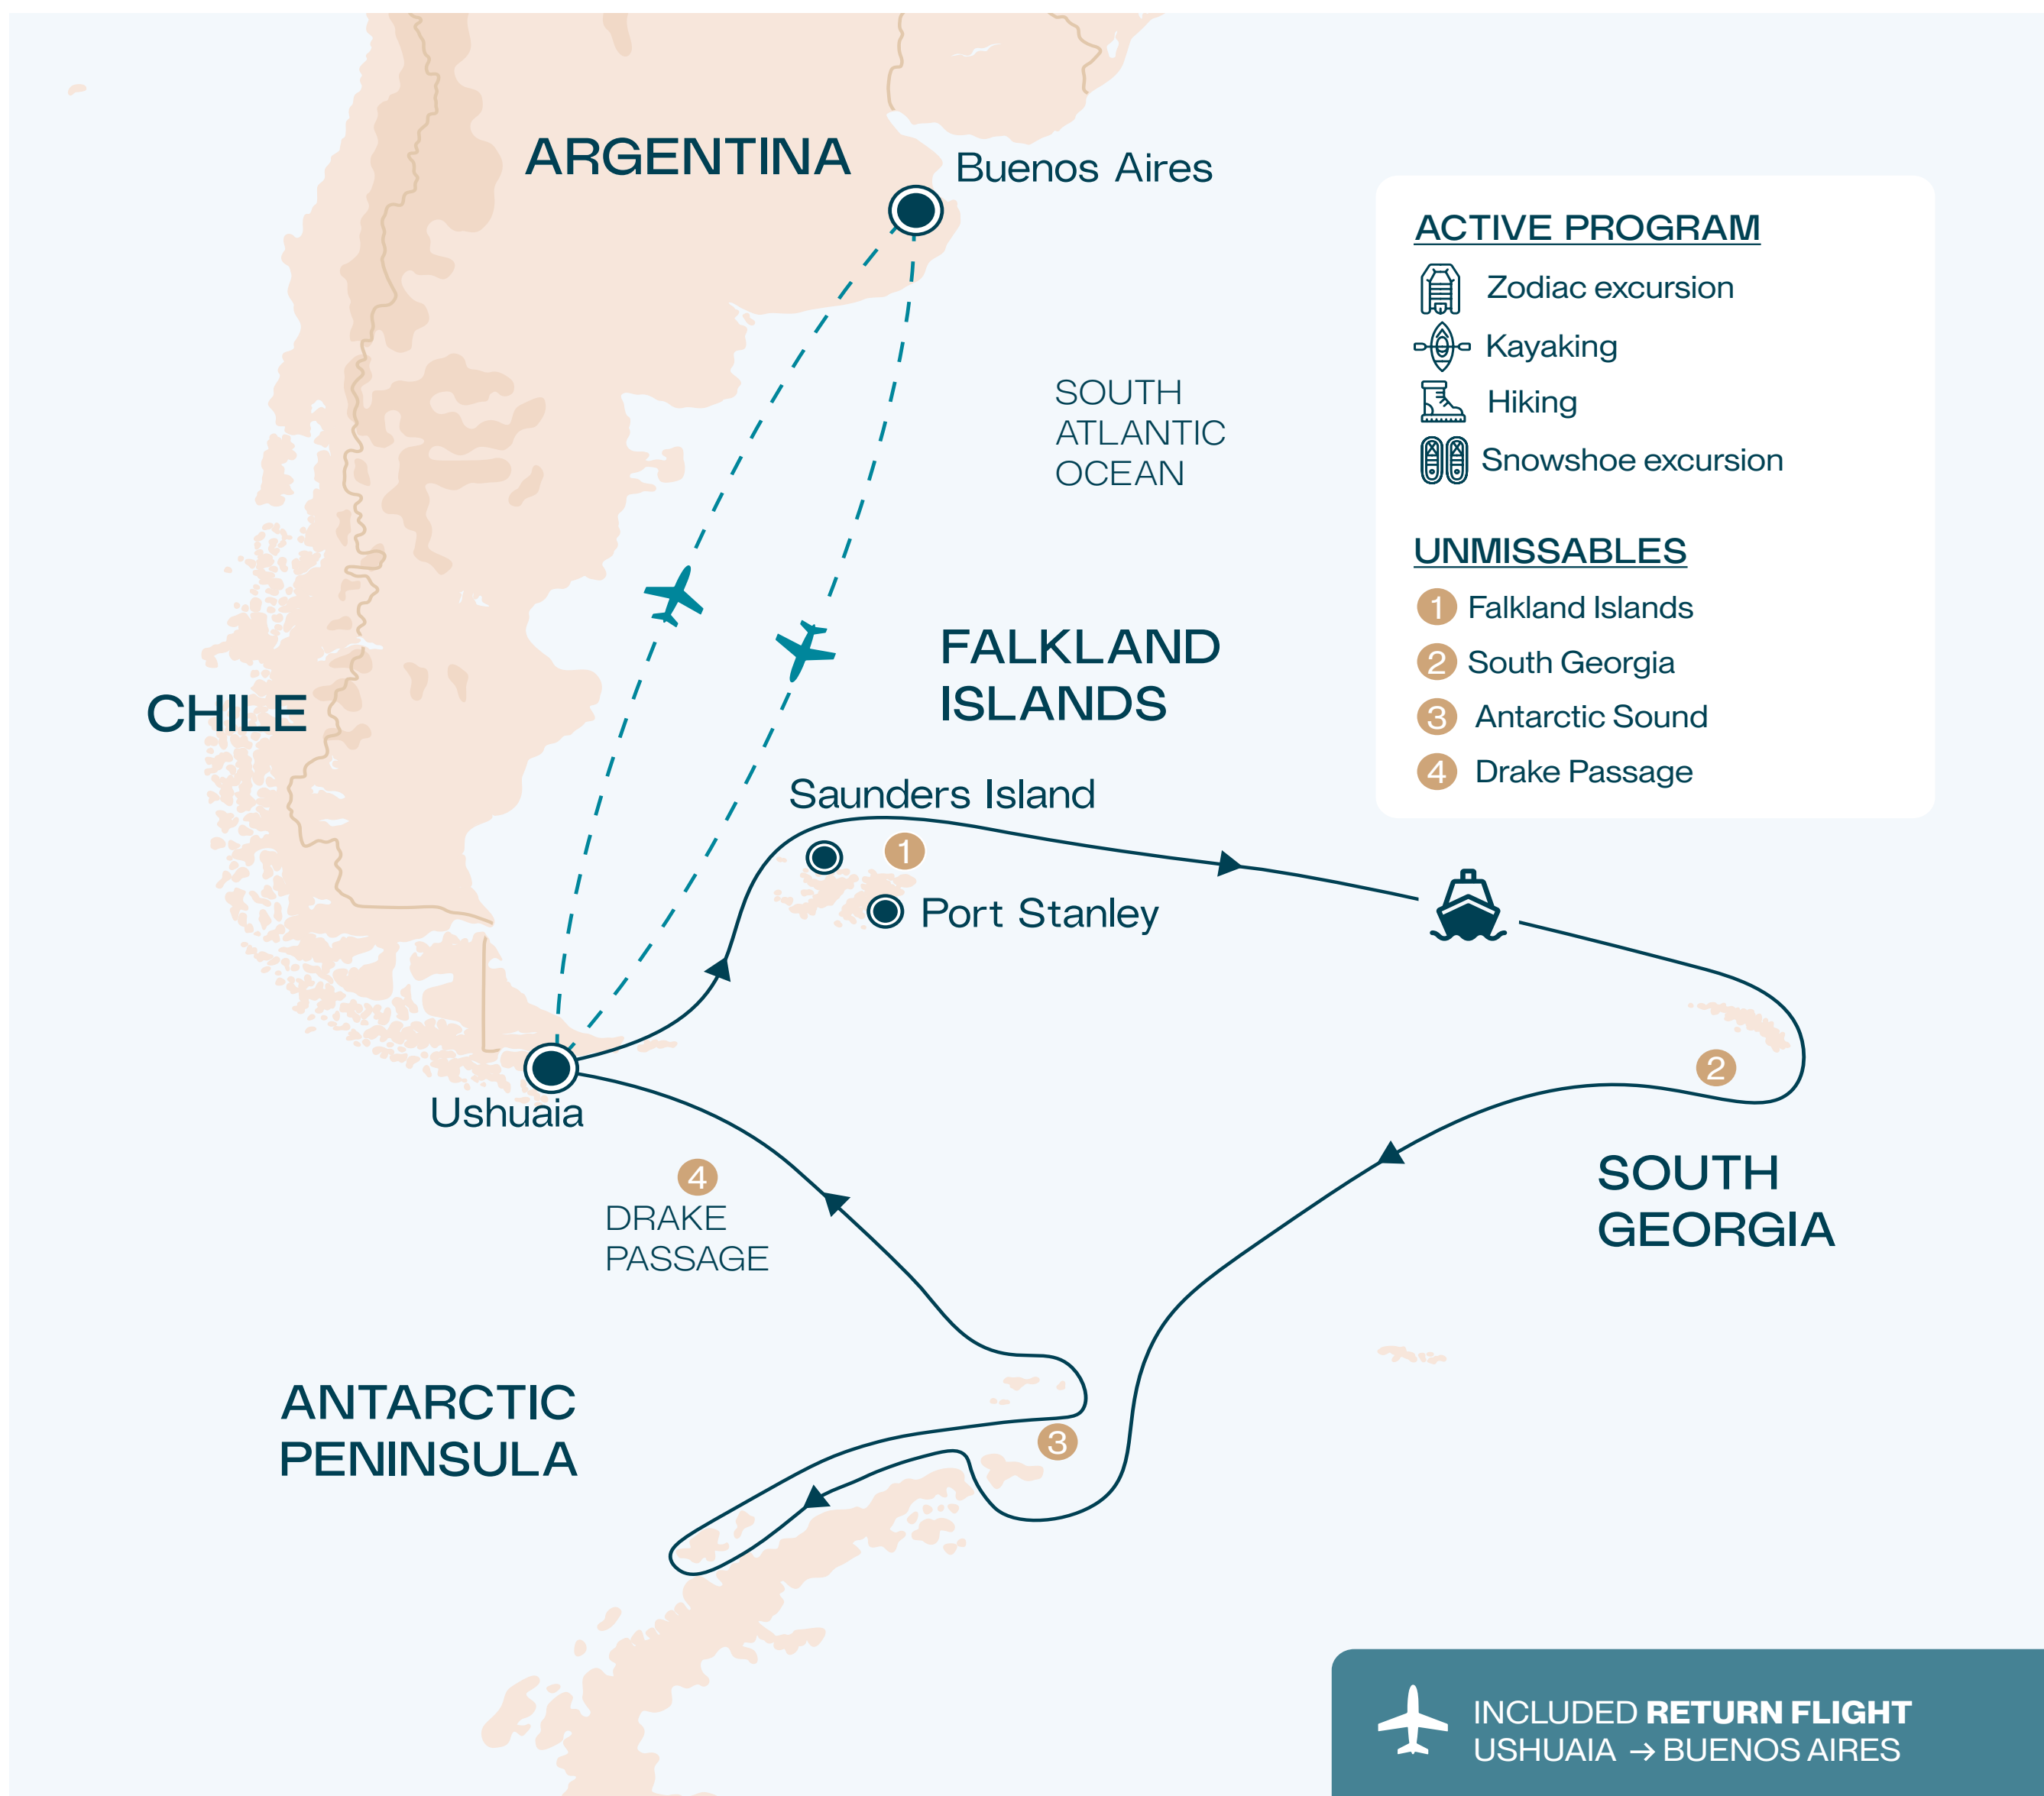 ARGENTINA
Buenos Aires
SOUTH
ATLANTIC
OCEAN
ACTIVE PROGRAM
Zodiac excursion
Kayaking
Hiking
Snowshoe excursion
UNMISSABLES
1 Falkland Islands
2 South Georgia
3 Antarctic Sound
4 Drake Passage
CHILE
FALKLAND
ISLANDS
Saunders Island
1
Port Stanley
Ushuaia
2
SOUTH
GEORGIA
4
DRAKE
PASSAGE
ANTARCTIC
PENINSULA
3
INCLUDED RETURN FLIGHT
USHUAIA → BUENOS AIRES